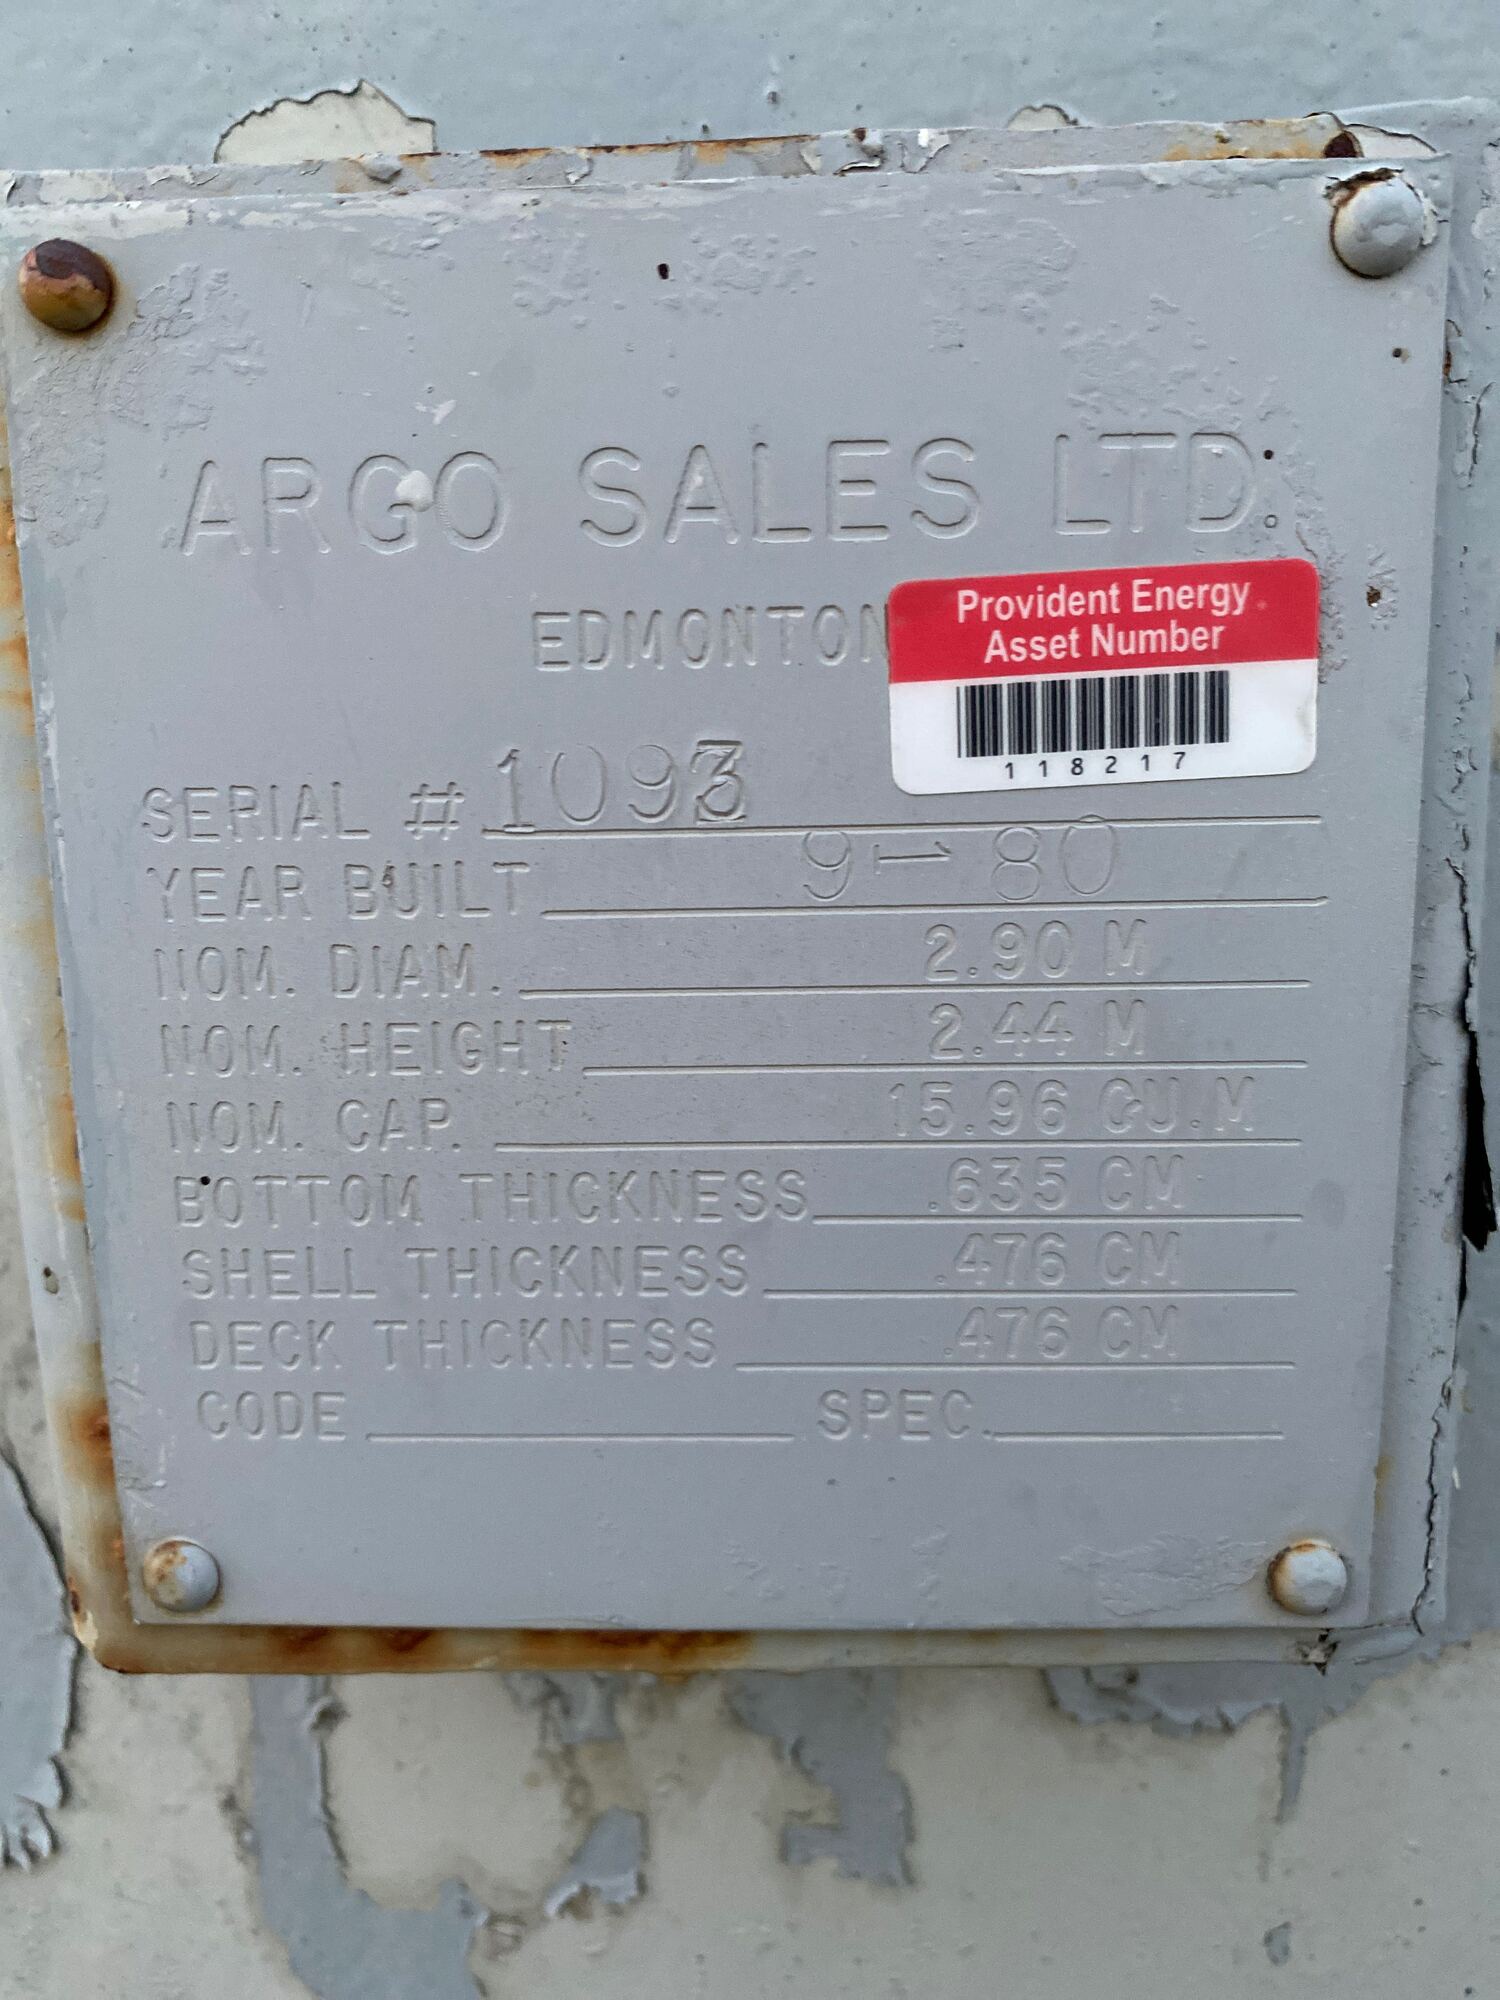 ARGO SALES LTD.
EDMONTON
Provident Energy
Asset Number
118217
SERIAL # 1093
YEAR BUILT 9-80
NOM. DIAM. 2.90 M
NOM. HEIGHT 2.44 M
NOM. CAP. 15.96 CU.M
BOTTOM THICKNESS .635 CM
SHELL THICKNESS .476 CM
DECK THICKNESS .476 CM
CODE SPEC.